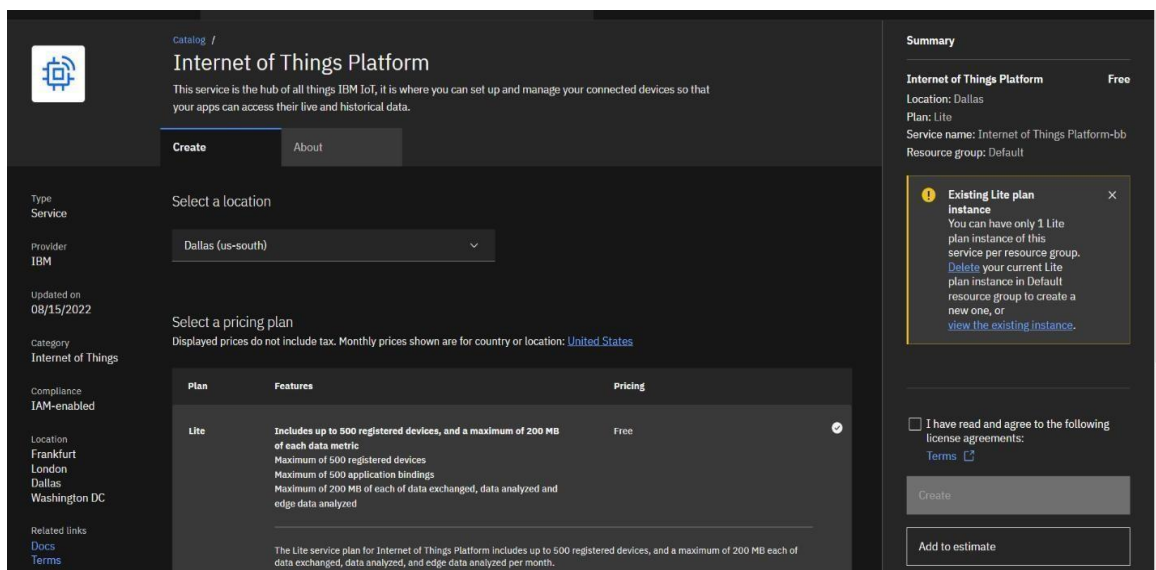 Catalog /
Internet of Things Platform
This service is the hub of all things IBM IoT, it is where you can set up and manage your connected devices so that
your apps can access their live and historical data.
Create
About
Type
Service
Provider
IBM
Updated on
08/15/2022
Category
Internet of Things
Compliance
IAM-enabled
Location
Frankfurt
London
Dallas
Washington DC
Related links
Docs
Terms
Select a location
Dallas (us-south)
Select a pricing plan
Displayed prices do not include tax. Monthly prices shown are for country or location: United States
Plan Features Pricing
Lite Includes up to 500 registered devices, and a maximum of 200 MB Free
of each data metric
Maximum of 500 registered devices
Maximum of 500 application bindings
Maximum of 200 MB of each of data exchanged, data analyzed and
edge data analyzed
The Lite service plan for Internet of Things Platform includes up to 500 registered devices, and a maximum of 200 MB each of
data exchanged, data analyzed, and edge data analyzed per month.
Summary
Internet of Things Platform Free
Location: Dallas
Plan: Lite
Service name: Internet of Things Platform-bb
Resource group: Default
Existing Lite plan
instance
You can have only 1 Lite
plan instance of this
service per resource group.
Delete your current Lite
plan instance in Default
resource group to create a
new one, or
view the existing instance.
I have read and agree to the following
license agreements:
Terms
Create
Add to estimate